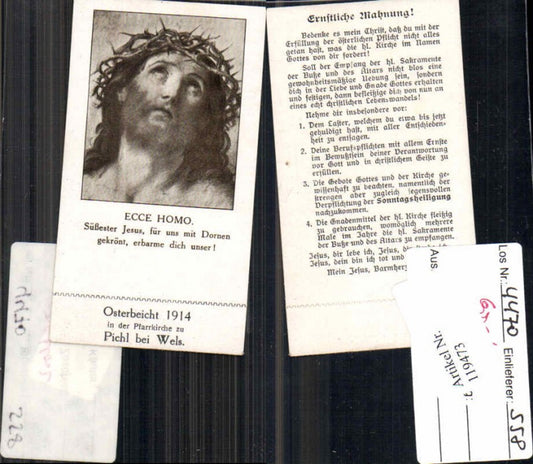 ECCE HOMO.
Süßester Jesus, für uns mit Dornen
gekrönt, erbarme dich unser!
Osterbeicht 1914
in der Pfarrkirche zu
Pichl bei Wels.
Ernstliche Mahnung!
Bedenke es mein Christ, daß du mit der
Erfüllung der österlichen Pflicht nicht alles
getan hast, was die hl. Kirche im Namen
Gottes von dir fordert!
Soll der Empfang der hl. Sakramente
der Buße und des Altars nicht blos eine
gewohnheitsmäßige Uebung sein, sondern
dich in der Liebe und Gnade Gottes erhalten
und festigen, dann befleißige dich von nun an
eines echt christlichen Lebenswandels!
Nehme dir insbesondere vor:
1. Dem Laster, welchem du etwa bis jetzt
gehuldigt hast, mit aller Entschieden-
heit zu entsagen.
2. Deine Berufspflichten mit allem Ernste
im Bewußtsein deiner Verantwortung
vor Gott und in christlichem Geiste zu
erfüllen.
3. Die Gebote Gottes und der Kirche ge-
wissenhaft zu beachten, namentlich der
ersteren aber zugleich segensvollen
Verpflichtung der Sonntagsheiligung
nachzukommen.
4. Die Gnadenmittel der hl. Kirche fleißig
zu gebrauchen, womöglich mehrere
Male im Jahre die hl. Sakramente
der Buße und des Altars zu empfangen.
Jesus, dir lebe ich, Jesus, dir
Jesus, dein bin ich tot und
Mein Jesus, Barmherz
Aus
Artikel Nr.:
119473
Los Nr.: 4470
Einlieferer: 558